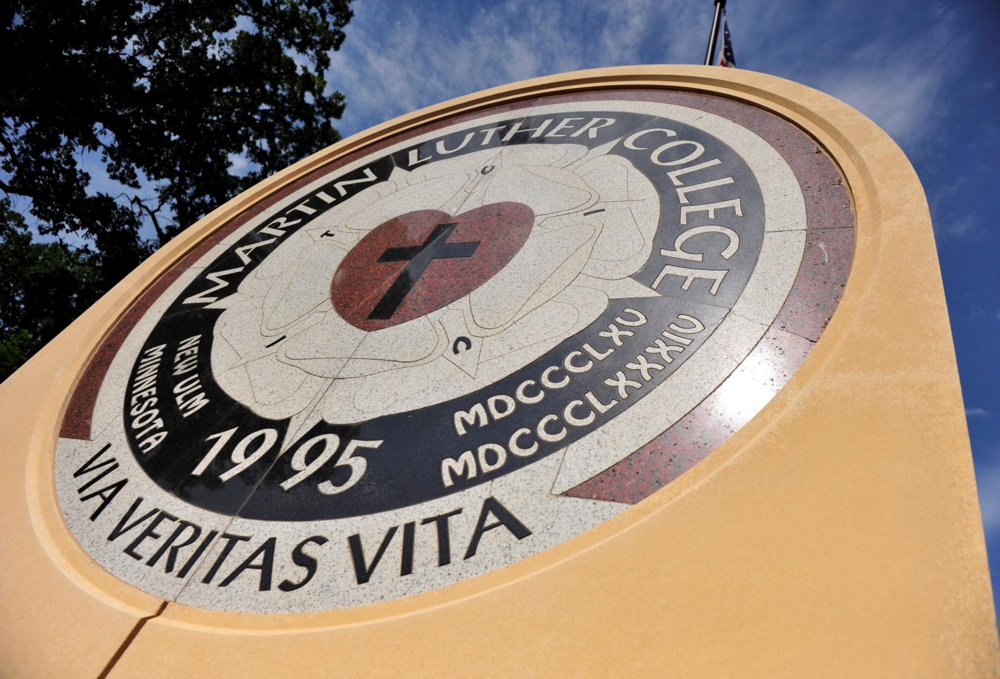 MARTIN LUTHER COLLEGE
V
I
C
I
T
NEW ULM
MINNESOTA
1995
MDCCCLXV
MDCCCLXXXIV
VIA VERITAS VITA